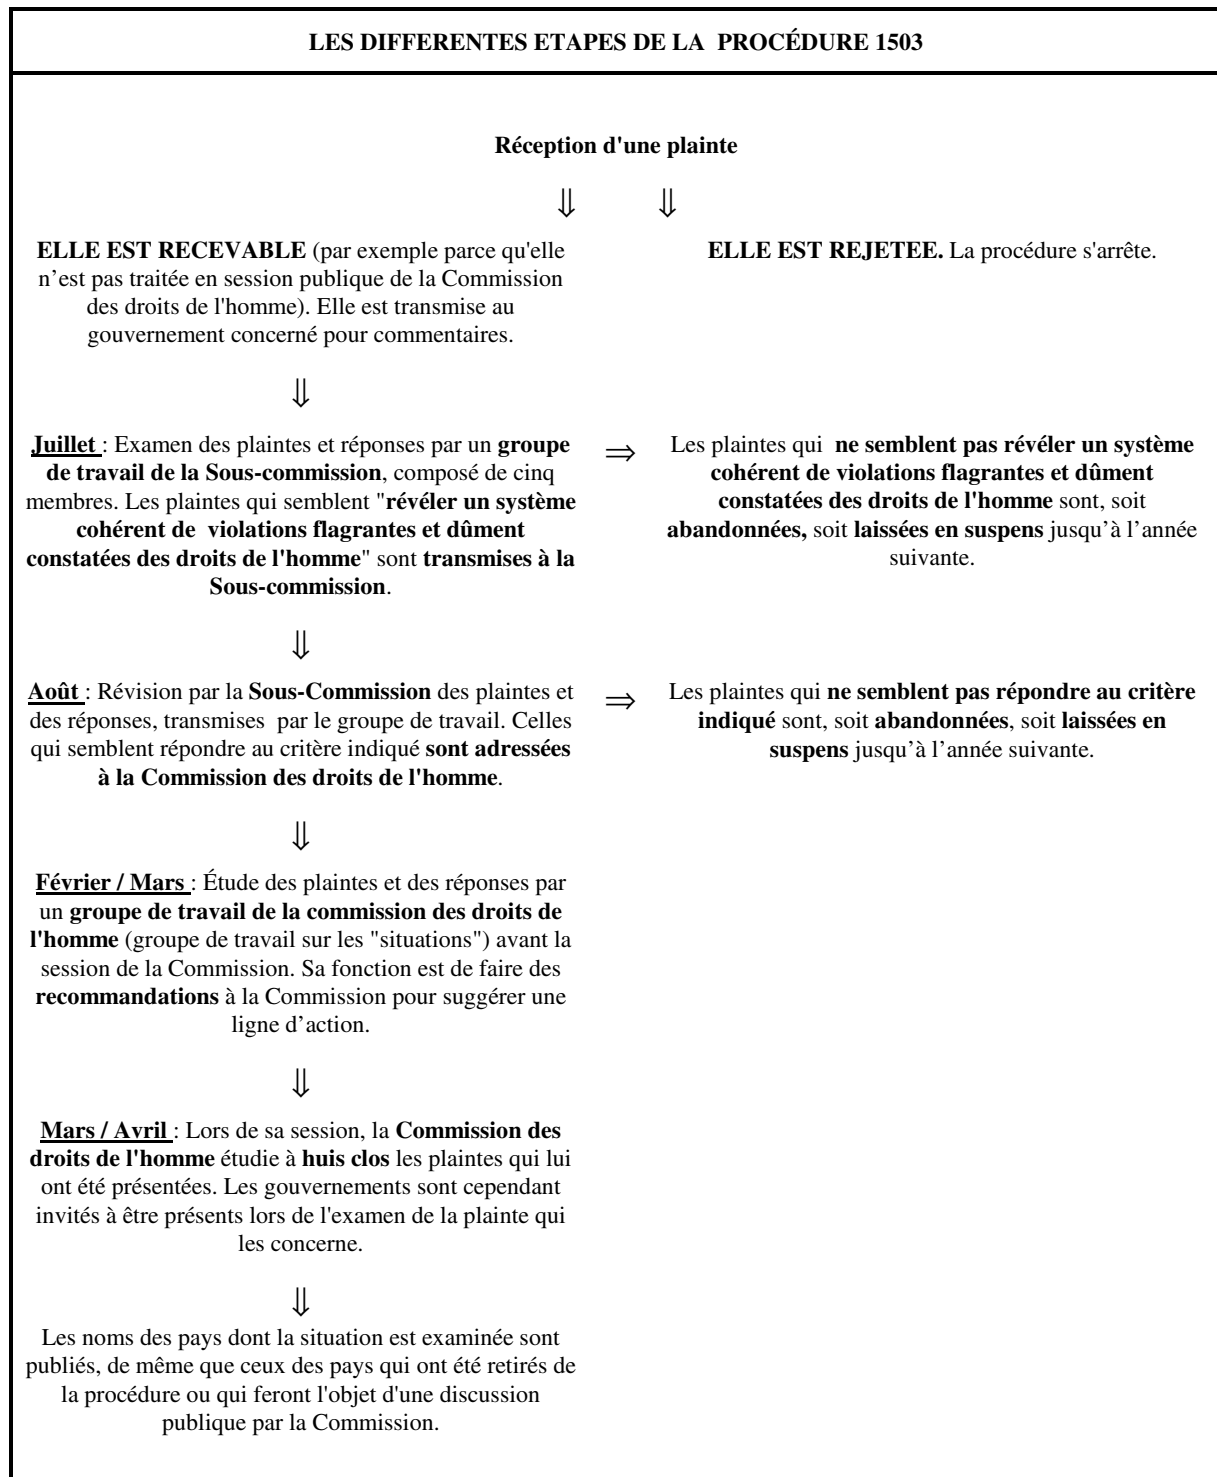 LES DIFFERENTES ETAPES DE LA PROCÉDURE 1503
Réception d'une plainte
⇓ ⇓
ELLE EST RECEVABLE (par exemple parce qu'elle
n'est pas traitée en session publique de la Commission
des droits de l'homme). Elle est transmise au
gouvernement concerné pour commentaires.
ELLE EST REJETEE. La procédure s'arrête.
⇓
Juillet : Examen des plaintes et réponses par un groupe
de travail de la Sous-commission, composé de cinq
membres. Les plaintes qui semblent "révéler un système
cohérent de violations flagrantes et dûment
constatées des droits de l'homme" sont transmises à la
Sous-commission.
⇒
Les plaintes qui ne semblent pas révéler un système
cohérent de violations flagrantes et dûment
constatées des droits de l'homme sont, soit
abandonnées, soit laissées en suspens jusqu'à l'année
suivante.
⇓
Août : Révision par la Sous-Commission des plaintes et
des réponses, transmises par le groupe de travail. Celles
qui semblent répondre au critère indiqué sont adressées
à la Commission des droits de l'homme.
⇒
Les plaintes qui ne semblent pas répondre au critère
indiqué sont, soit abandonnées, soit laissées en
suspens jusqu'à l'année suivante.
⇓
Février / Mars : Étude des plaintes et des réponses par
un groupe de travail de la commission des droits de
l'homme (groupe de travail sur les "situations") avant la
session de la Commission. Sa fonction est de faire des
recommandations à la Commission pour suggérer une
ligne d'action.
⇓
Mars / Avril : Lors de sa session, la Commission des
droits de l'homme étudie à huis clos les plaintes qui lui
ont été présentées. Les gouvernements sont cependant
invités à être présents lors de l'examen de la plainte qui
les concerne.
⇓
Les noms des pays dont la situation est examinée sont
publiés, de même que ceux des pays qui ont été retirés de
la procédure ou qui feront l'objet d'une discussion
publique par la Commission.